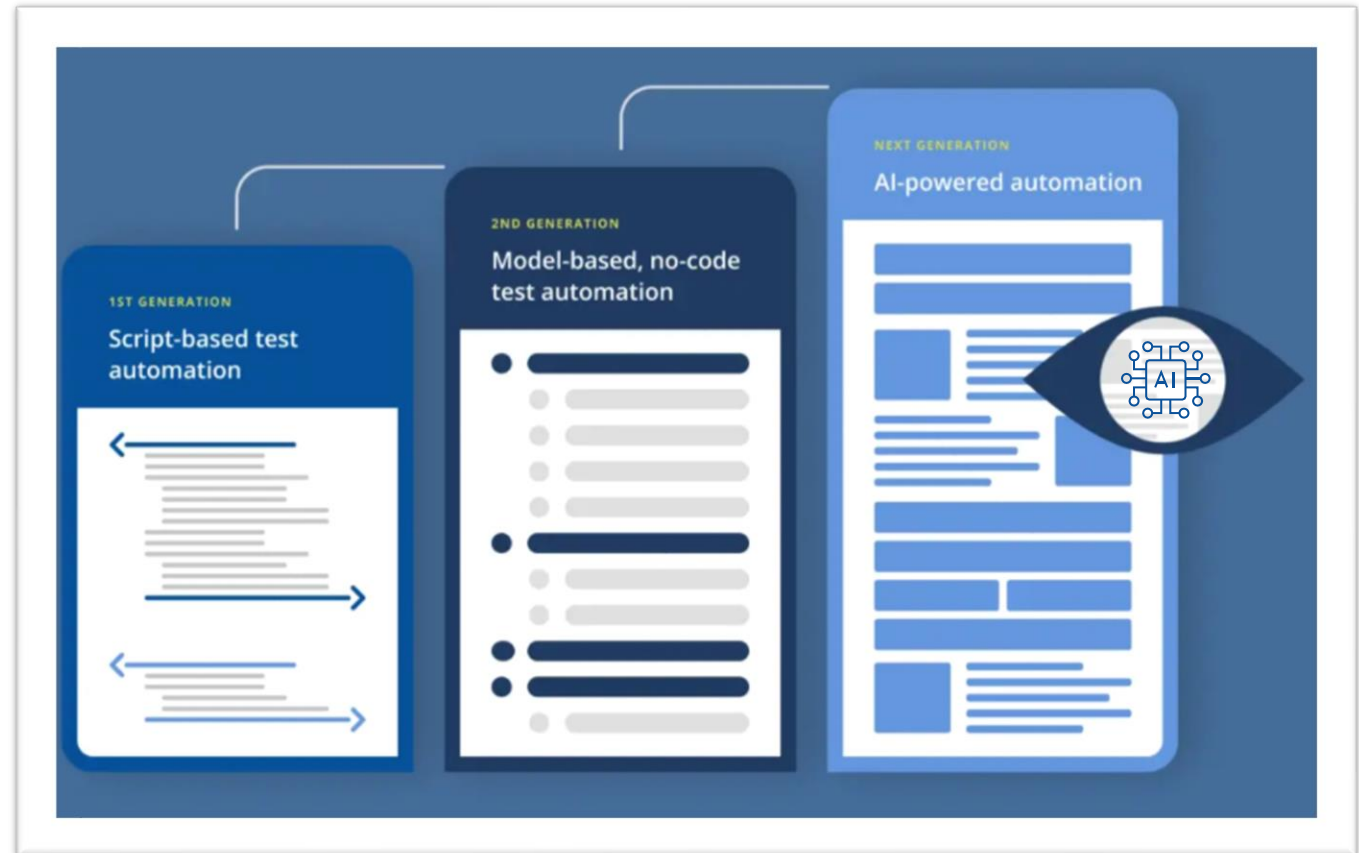 1ST GENERATION
Script-based test
automation
2ND GENERATION
Model-based, no-code
test automation
NEXT GENERATION
AI-powered automation
AI